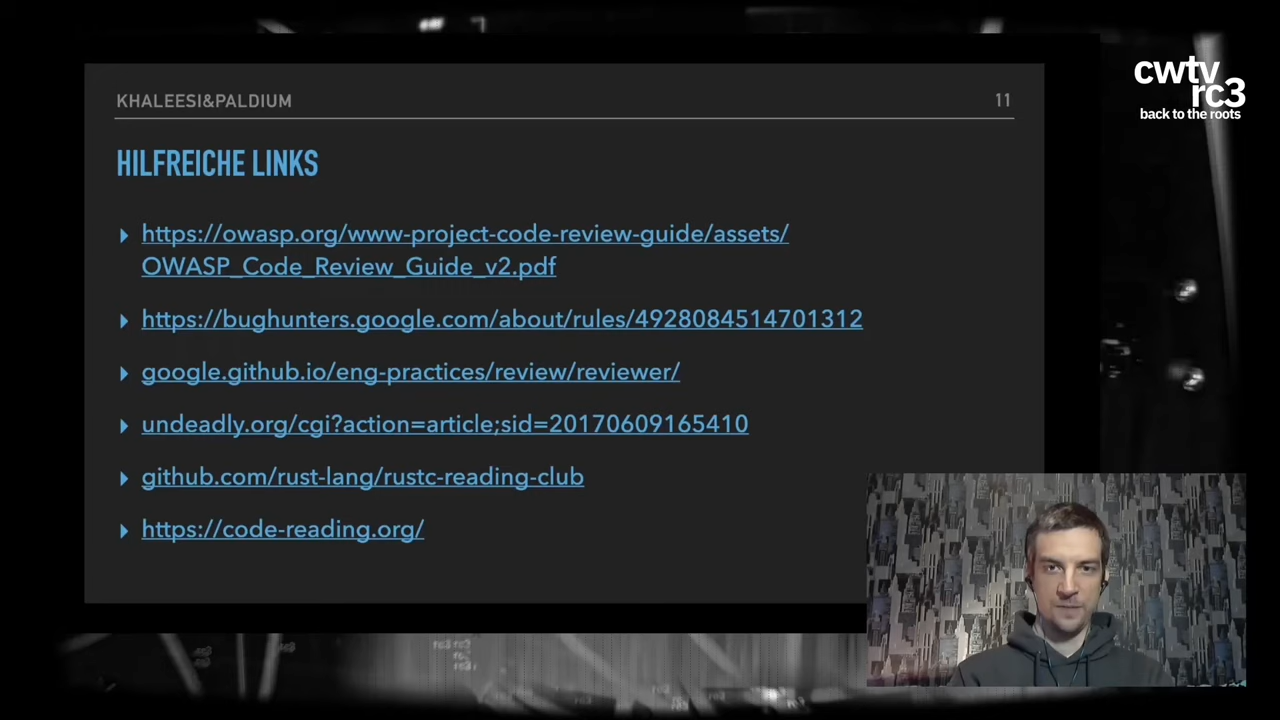 cwtv
rc3
back to the roots
KHALEESI&PALDIUM
11
HILFREICHE LINKS
https://owasp.org/www-project-code-review-guide/assets/
OWASP_Code_Review_Guide_v2.pdf
https://bughunters.google.com/about/rules/4928084514701312
google.github.io/eng-practices/review/reviewer/
undeadly.org/cgi?action=article;sid=20170609165410
github.com/rust-lang/rustc-reading-club
https://code-reading.org/